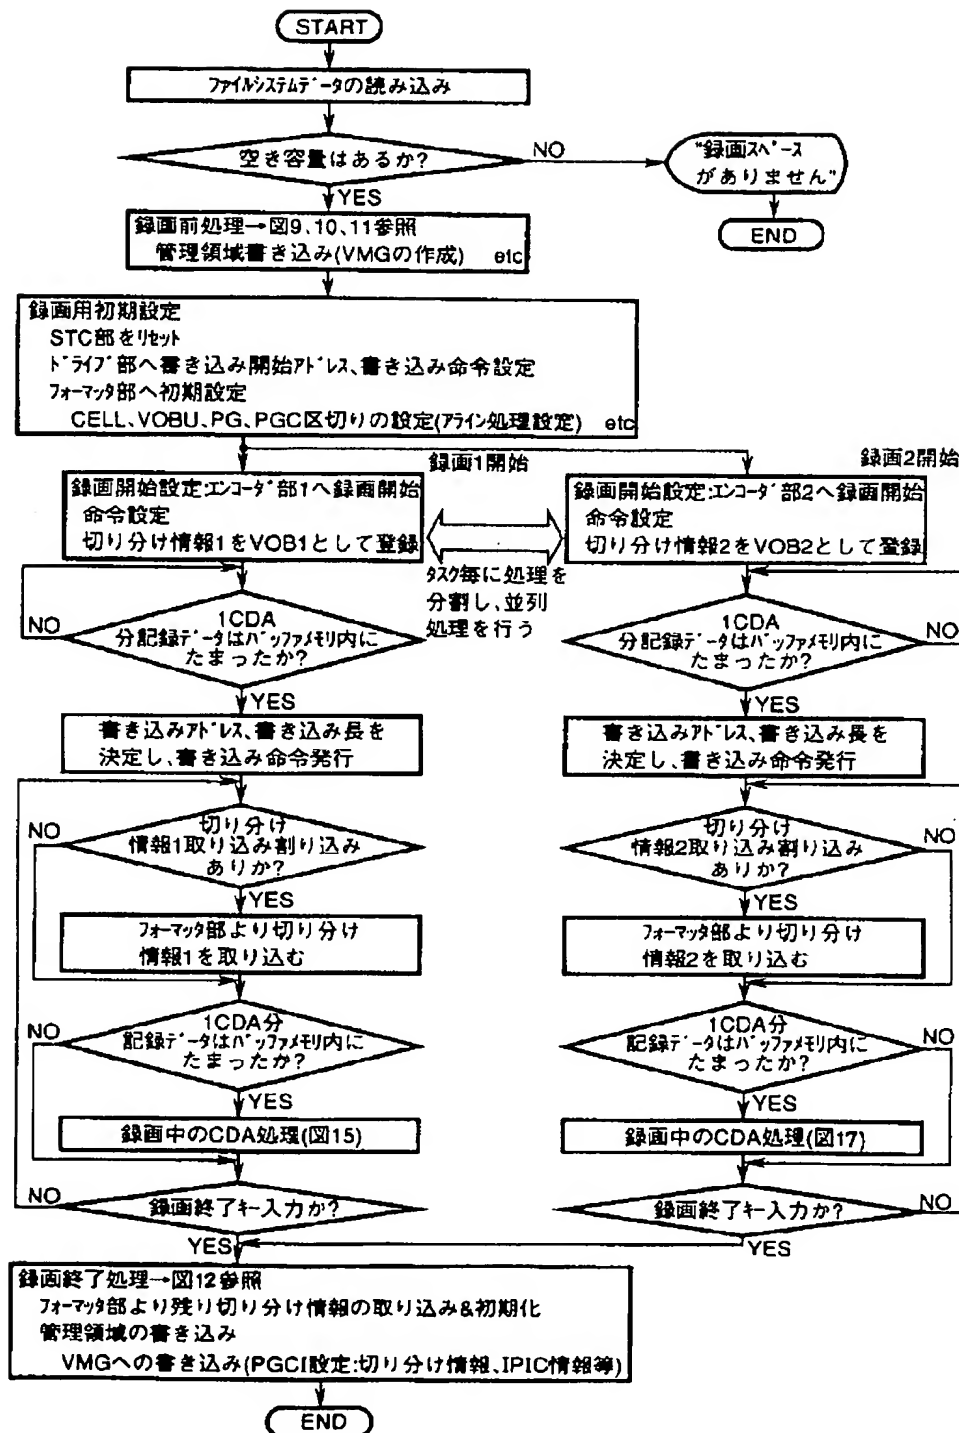 START
ファイルシステムデータの読み込み
空き容量はあるか?
NO
"録画スペース
がありません"
END
YES
録画前処理→図9、10、11参照
管理領域書き込み(VMGの作成) etc
録画用初期設定
STC部をリセット
ドライブ部へ書き込み開始アドレス、書き込み命令設定
フォーマッタ部へ初期設定
CELL、VOBU、PG、PGC区切りの設定(アライン処理設定) etc
録画1開始
録画2開始
録画開始設定:エンコーダ部1へ録画開始
命令設定
切り分け情報1をVOB1として登録
タスク毎に処理を
分割し、並列
処理を行う
録画開始設定:エンコーダ部2へ録画開始
命令設定
切り分け情報2をVOB2として登録
NO
1CDA
分記録データはバッファメモリ内に
たまったか?
YES
1CDA
分記録データはバッファメモリ内に
たまったか?
NO
YES
書き込みアドレス、書き込み長を
決定し、書き込み命令発行
書き込みアドレス、書き込み長を
決定し、書き込み命令発行
NO
切り分け
情報1取り込み割り込み
ありか?
YES
切り分け
情報2取り込み割り込み
ありか?
NO
YES
フォーマッタ部より切り分け
情報1を取り込む
フォーマッタ部より切り分け
情報2を取り込む
NO
1CDA分
記録データはバッファメモリ内に
たまったか?
YES
1CDA分
記録データはバッファメモリ内に
たまったか?
NO
YES
録画中のCDA処理(図15)
録画中のCDA処理(図17)
NO
録画終了キー入力か?
YES
録画終了キー入力か?
NO
YES
録画終了処理→図12参照
フォーマッタ部より残り切り分け情報の取り込み&初期化
管理領域の書き込み
VMGへの書き込み(PGCI設定:切り分け情報、IPIC情報等)
END